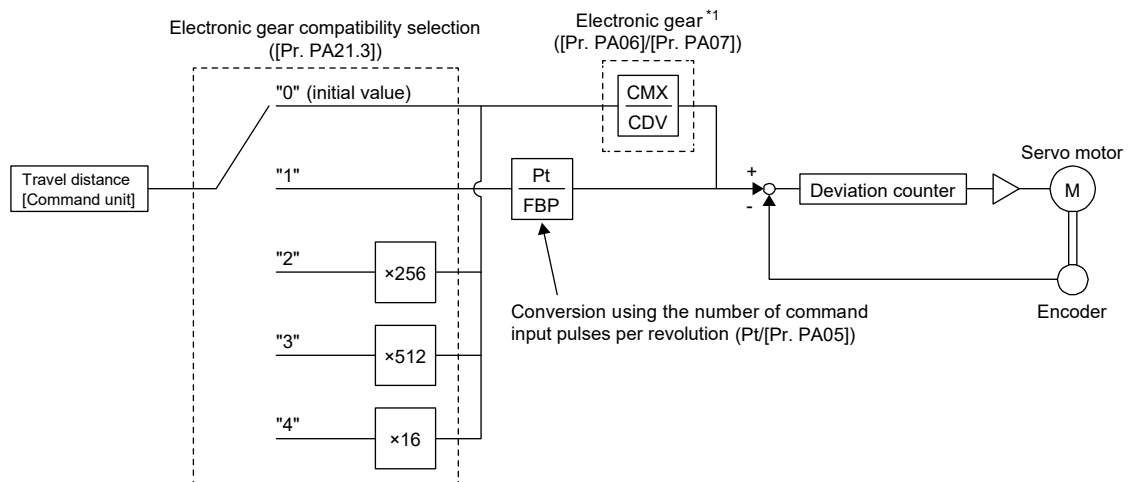 Electronic gear compatibility selection
([Pr. PA21.3])
Electronic gear *1
([Pr. PA06]/[Pr. PA07])
"0" (initial value)
CMX
CDV
Travel distance
[Command unit]
"1"
Pt
FBP
+
-
Deviation counter
Servo motor
M
Encoder
"2"
×256
Conversion using the number of command
input pulses per revolution (Pt/[Pr. PA05])
"3"
×512
"4"
×16